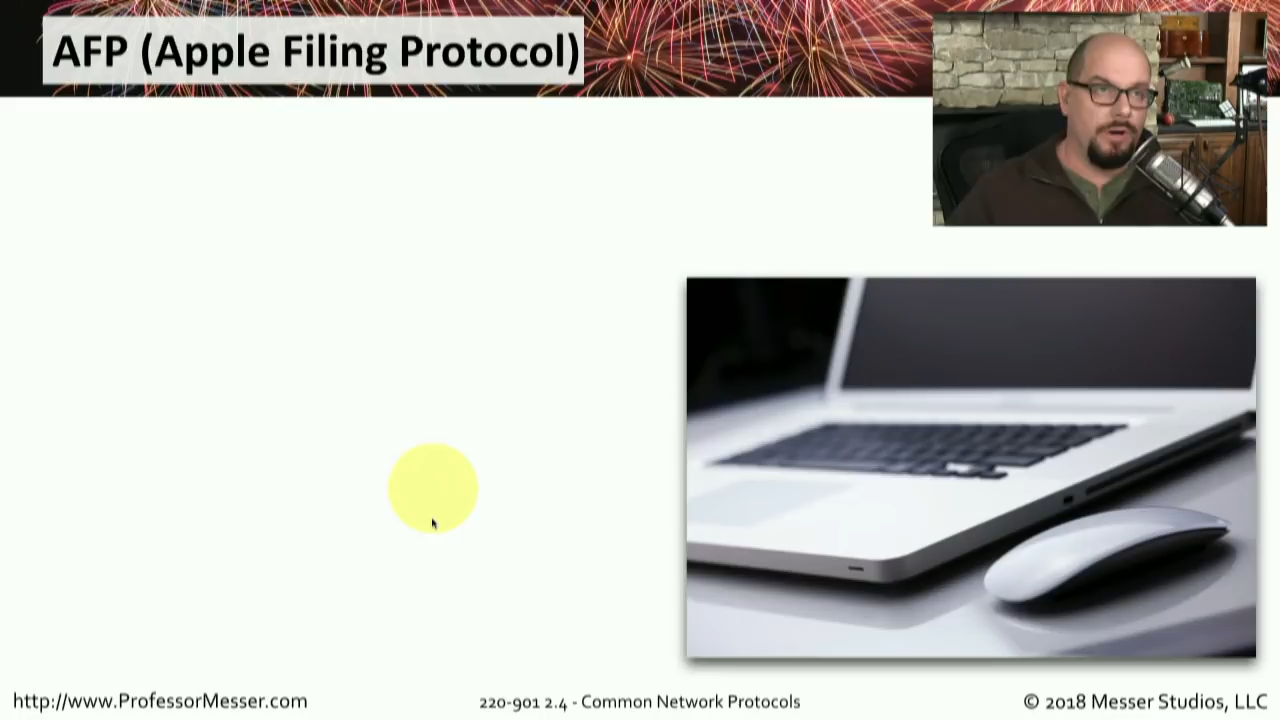 AFP (Apple Filing Protocol)
http://www.ProfessorMesser.com
220-901 2.4 - Common Network Protocols
© 2018 Messer Studios, LLC